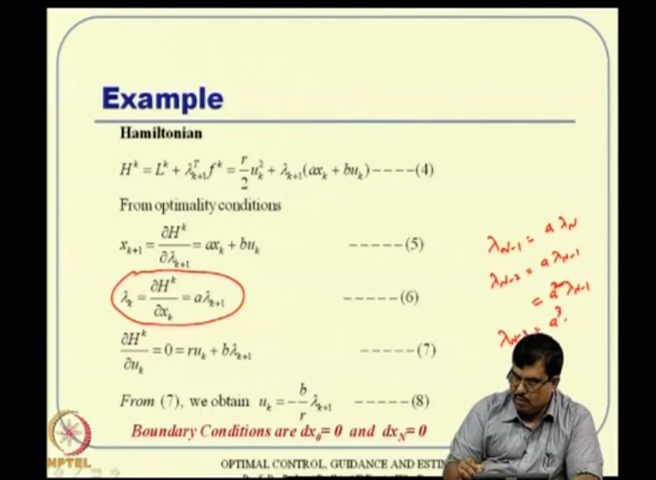 Example
Hamiltonian
H^k = L^k + λ^T_{k+1} f^k = r/2 u_k^2 + λ_{k+1}(ax_k + bu_k) ----(4)
From optimality conditions
x_{k+1} = ∂H^k/∂λ_{k+1} = ax_k + bu_k -----(5)
λ_k = ∂H^k/∂x_k = aλ_{k+1} -----(6)
∂H^k/∂u_k = 0 = ru_k + bλ_{k+1} -----(7)
From (7), we obtain u_k = -b/r λ_{k+1} -----(8)
Boundary Conditions are dx_0= 0 and dx_N= 0
λ_{N-1} = a λ_N
λ_{N-2} = a λ_{N-1}
= a^2 λ_{N-1}
= a^3
NPTEL
OPTIMAL CONTROL, GUIDANCE AND